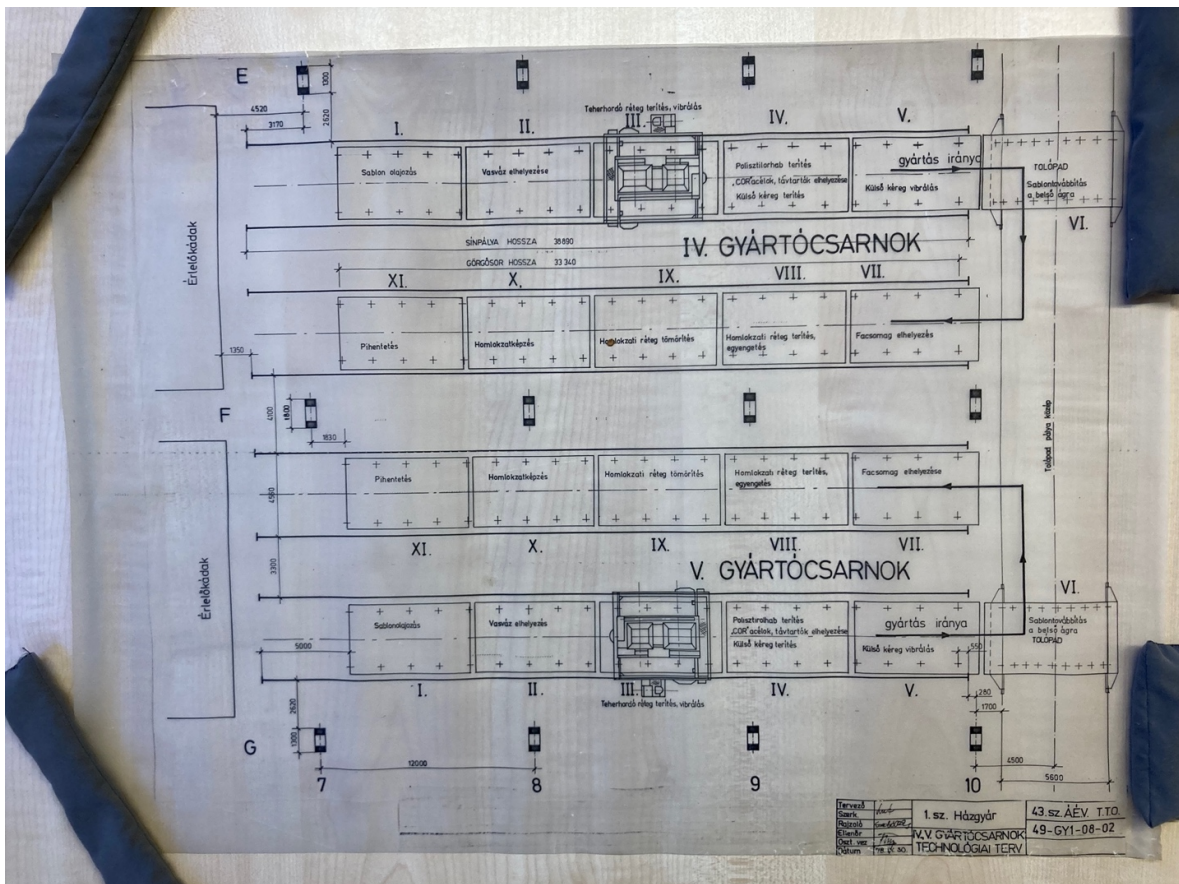 E
1300
2620
4520
3170
Teherhordó réteg terítés, vibrálás
I.
II.
III.
IV.
V.
Sablon olajozás
Vasváz elhelyezése
Polisztilorhab terítés
"COR"acélok, távtartók elhelyezése
Külső kéreg terítés
gyártás iránya
Külső kéreg vibrálás
TOLÓPAD
Sablontovábbítás
a belső ágra
VI.
Érlelőkádak
SÍNPÁLYA HOSSZA 38890
GÖRGŐSOR HOSSZA 33 340
IV. GYÁRTÓCSARNOK
XI.
X.
IX.
VIII.
VII.
Pihentetés
Homlokzatképzés
Homlokzati réteg tömörítés
Homlokzati réteg terítés,
egyengetés
Facsomag elhelyezés
1350
F
4100
1800
1830
Tolópad pálya közép
Érlelőkádak
4580
3300
Pihentetés
Homlokzatképzés
Homlokzati réteg tömörítés
Homlokzati réteg terítés,
egyengetés
Facsomag elhelyezése
XI.
X.
IX.
VIII.
VII.
V. GYÁRTÓCSARNOK
VI.
Sablonolajozás
Vasváz elhelyezés
Polisztirolhab terítés
"COR"acélok, távtartók elhelyezése
Külső kéreg terítés
gyártás iránya
Külső kéreg vibrálás
Sablontovábbítás
a belső ágra
TOLÓPAD
5000
550
I.
II.
III.
IV.
V.
Teherhordó réteg terítés, vibrálás
280
1700
2620
1300
G
12000
4500
5600
7
8
9
10
Tervező
Szerk.
Rajzoló
Ellenőr
Oszt. vez
Dátum
1. sz. Házgyár
IV.V. GYÁRTÓCSARNOK
TECHNOLÓGIAI TERV
43.sz. ÁÉV. T.T.O.
49-GY1-08-02